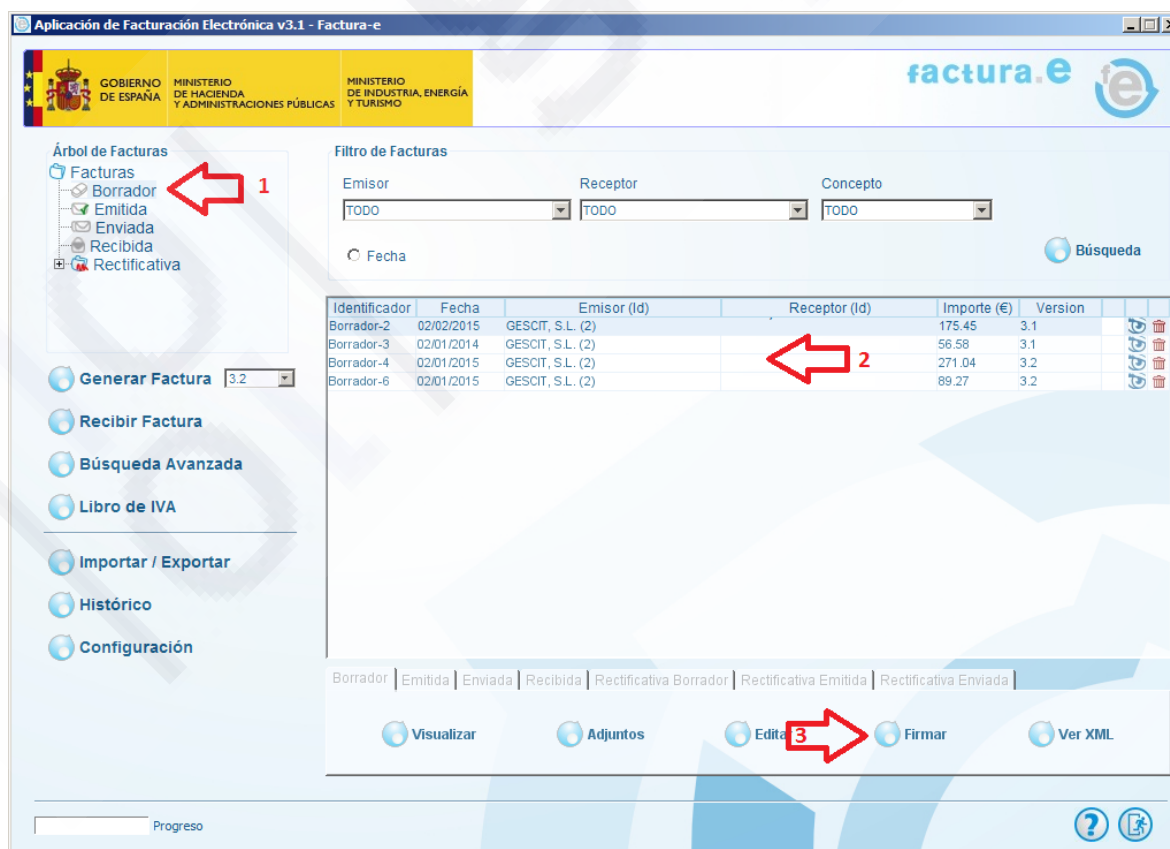 Aplicación de Facturación Electrónica v3.1 - Factura-e
GOBIERNO
DE ESPAÑA
MINISTERIO
DE HACIENDA
Y ADMINISTRACIONES PÚBLICAS
MINISTERIO
DE INDUSTRIA, ENERGÍA
Y TURISMO
factura.e
Árbol de Facturas
Facturas
Borrador
Emitida
Enviada
Recibida
Rectificativa
1
Filtro de Facturas
Emisor Receptor Concepto
TODO TODO TODO
Fecha
Búsqueda
Identificador Fecha Emisor (Id) Receptor (Id) Importe (€) Version
Borrador-2 02/02/2015 GESCIT, S.L. (2) 175.45 3.1
Borrador-3 02/01/2014 GESCIT, S.L. (2) 56.58 3.1
Borrador-4 02/01/2015 GESCIT, S.L. (2) 271.04 3.2
Borrador-6 02/01/2015 GESCIT, S.L. (2) 89.27 3.2
2
Generar Factura 3.2
Recibir Factura
Búsqueda Avanzada
Libro de IVA
Importar / Exportar
Histórico
Configuración
Borrador Emitida Enviada Recibida Rectificativa Borrador Rectificativa Emitida Rectificativa Enviada
Visualizar Adjuntos Edita 3 Firmar Ver XML
Progreso
?